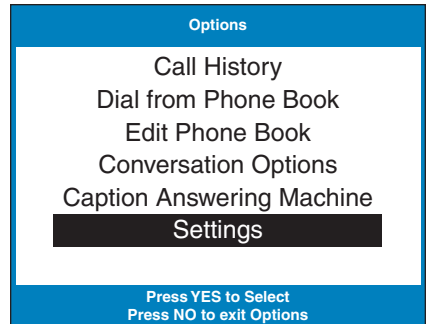 Options
Call History
Dial from Phone Book
Edit Phone Book
Conversation Options
Caption Answering Machine
Settings
Press YES to Select
Press NO to exit Options